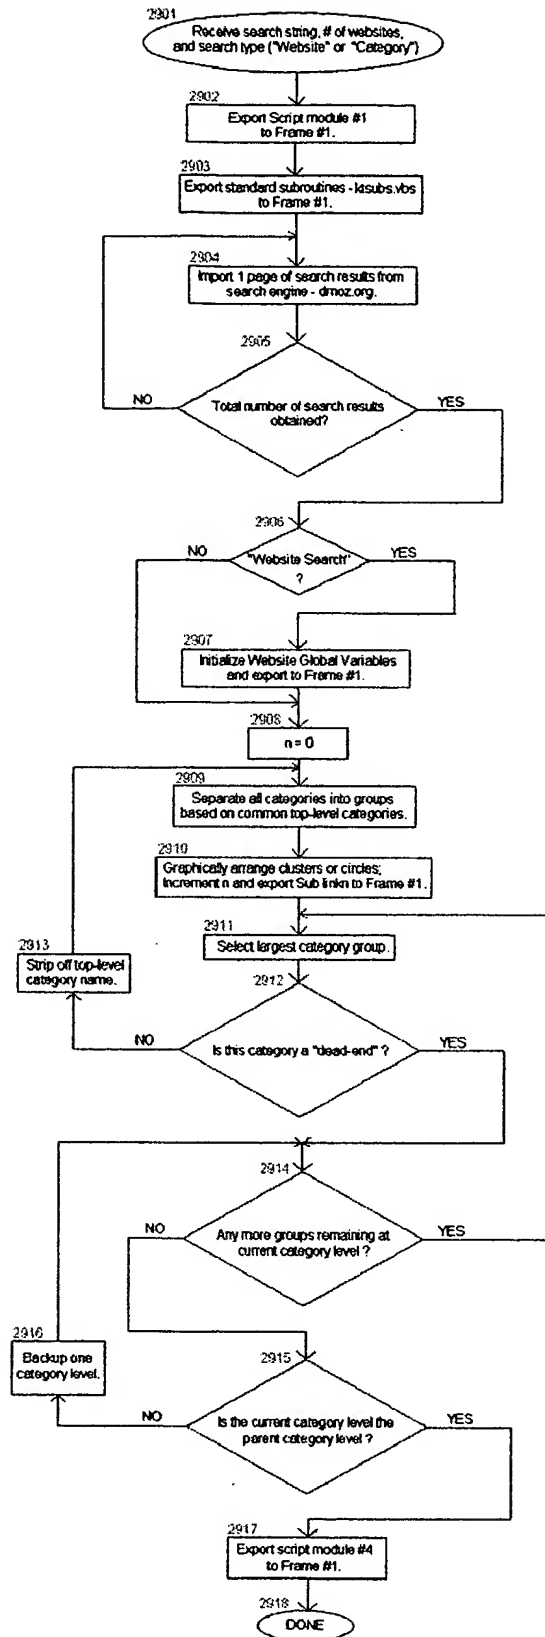 2901
Receive search string, # of websites,
and search type ("Website" or "Category")
2902
Export Script module #1
to Frame #1.
2903
Export standard subroutines - lasubs.vbs
to Frame #1.
2904
Import 1 page of search results from
search engine - dmoz.org.
2905
Total number of search results
obtained?
NO
YES
2906
"Website Search"
?
NO
YES
2907
Initialize Website Global Variables
and export to Frame #1.
2908
n = 0
2909
Separate all categories into groups
based on common top-level categories.
2910
Graphically arrange clusters or circles;
Increment n and export Sub linkn to Frame #1.
2911
Select largest category group.
2913
Strip off top-level
category name.
2912
Is this category a "dead-end" ?
NO
YES
2914
Any more groups remaining at
current category level ?
NO
YES
2916
Backup one
category level.
2915
Is the current category level the
parent category level ?
NO
YES
2917
Export script module #4
to Frame #1.
2918
DONE